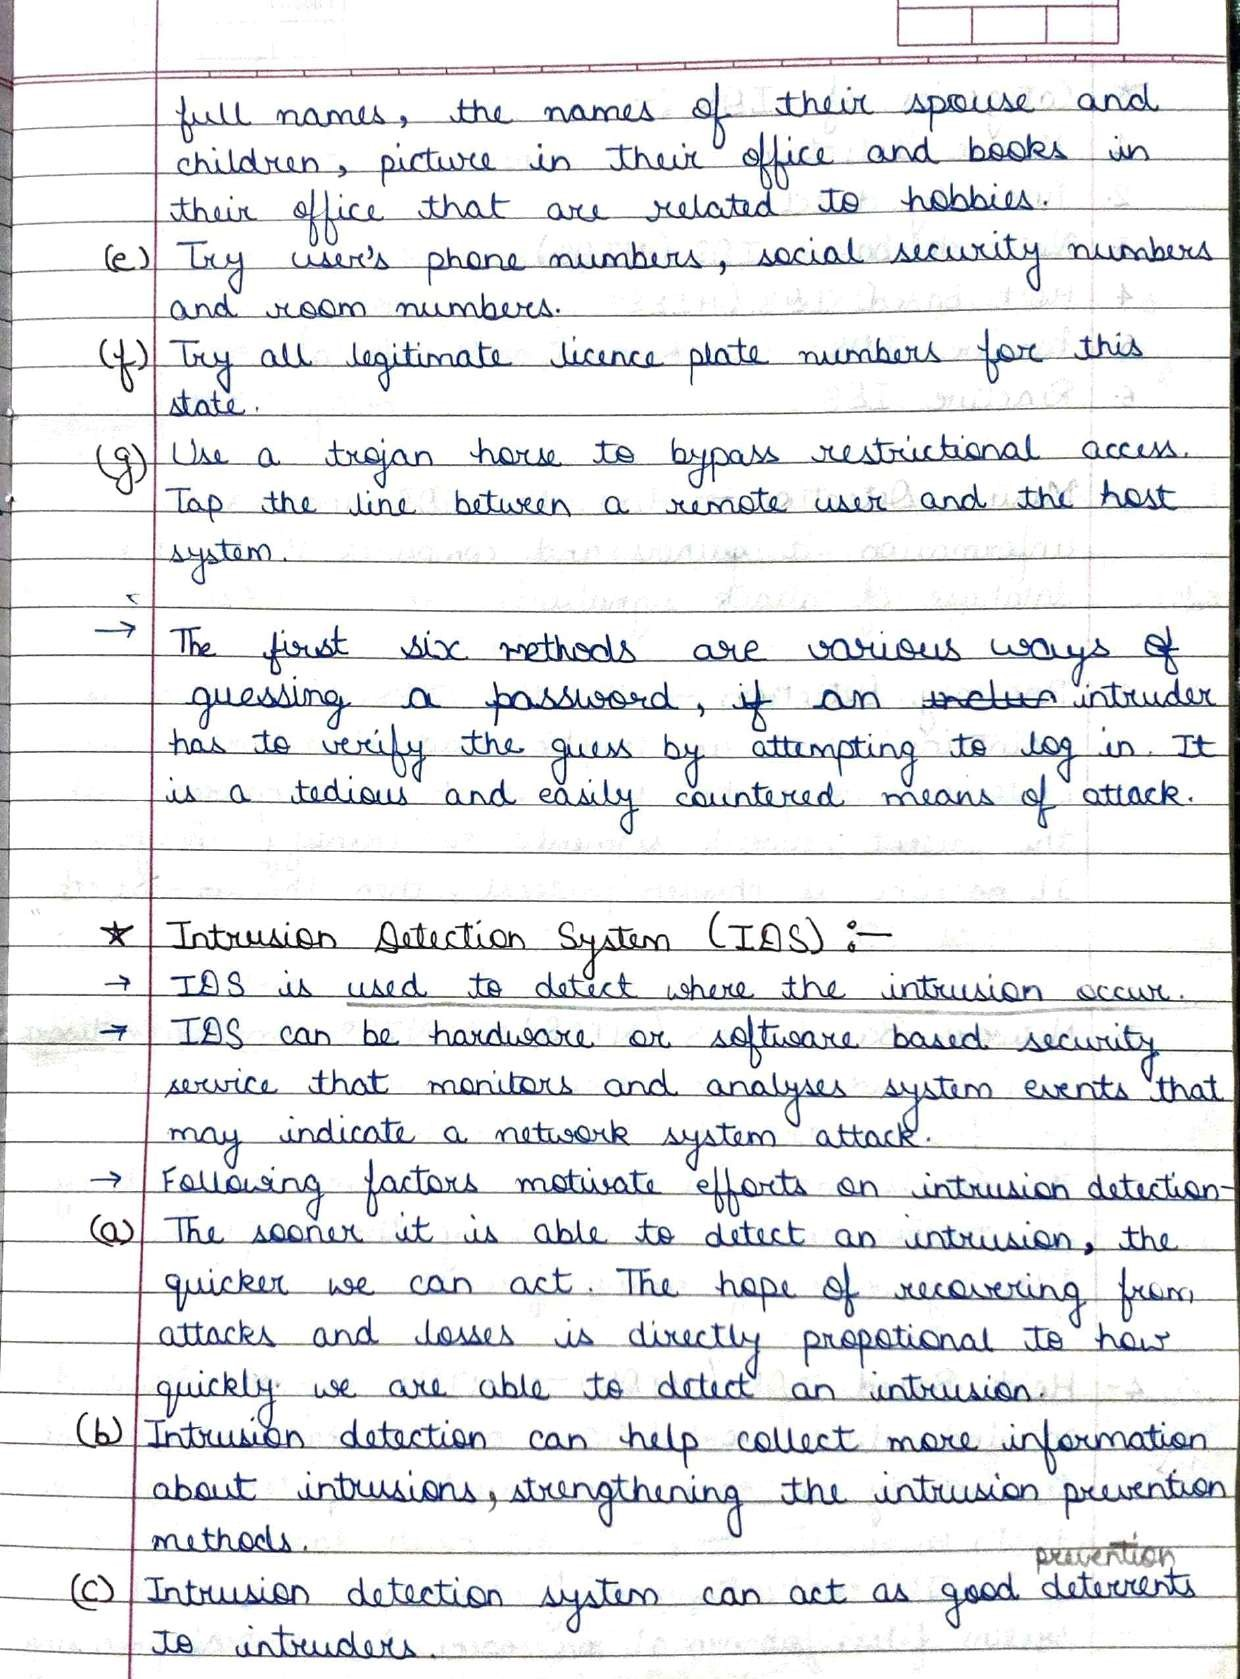 full names, the names of their spouse and
children, picture in their office and books in
their office that are related to hobbies.
(e) Try user's phone numbers, social security numbers
and room numbers.
(f) Try all legitimate licence plate numbers for this
state.
(g) Use a trojan horse to bypass restrictional access.
Tap the line between a remote user and the host
system.
→ The first six methods are various ways of
guessing a password, if an intruder
has to verify the guess by attempting to log in. It
is a tedious and easily countered means of attack.
★ Intrusion Detection System (IDS) :-
→ IDS is used to detect where the intrusion occur.
→ IDS can be hardware or software based security
service that monitors and analyses system events that
may indicate a network system attack.
→ Following factors motivate efforts on intrusion detection-
(a) The sooner it is able to detect an intrusion, the
quicker we can act. The hope of recovering from
attacks and losses is directly propotional to how
quickly we are able to detect an intrusion.
(b) Intrusion detection can help collect more information
about intrusions, strengthening the intrusion prevention
methods.
prevention
(c) Intrusion detection system can act as good deterrents
to intruders.